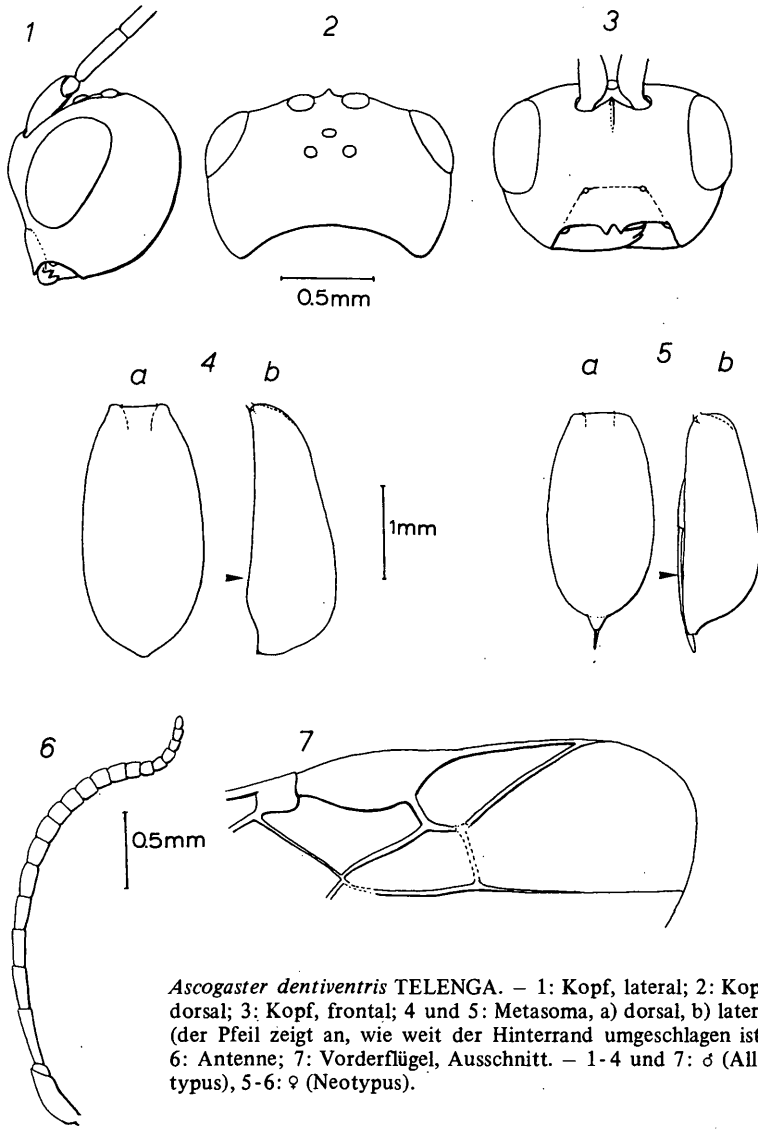 1
2
3
0.5mm
4
a
b
5
a
b
1mm
6
7
0.5mm
Ascogaster dentiventris TELENGA. – 1: Kopf, lateral; 2: Kop
dorsal; 3: Kopf, frontal; 4 und 5: Metasoma, a) dorsal, b) later
(der Pfeil zeigt an, wie weit der Hinterrand umgeschlagen ist
6: Antenne; 7: Vorderflügel, Ausschnitt. – 1-4 und 7: ♂ (All
typus), 5-6: ♀ (Neotypus).